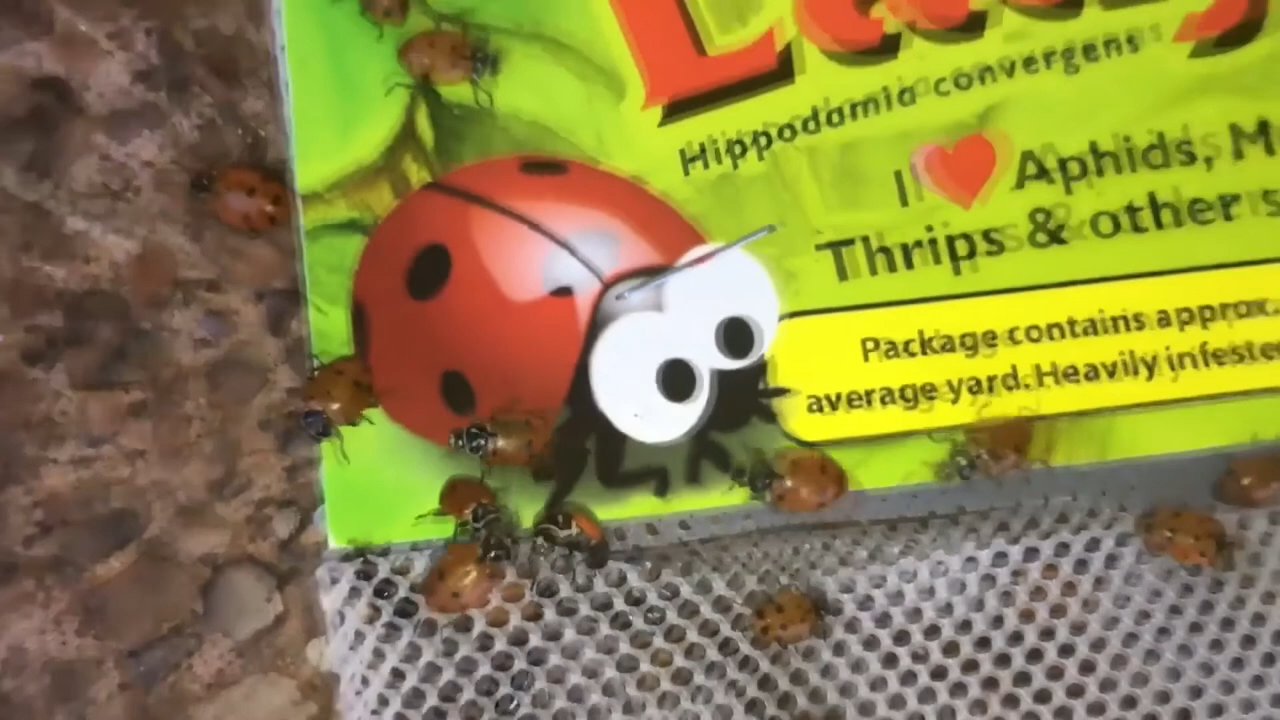 Hippodamia convergens
I ❤ Aphids, M
Thrips & other s
Package contains approx.
average yard. Heavily infeste